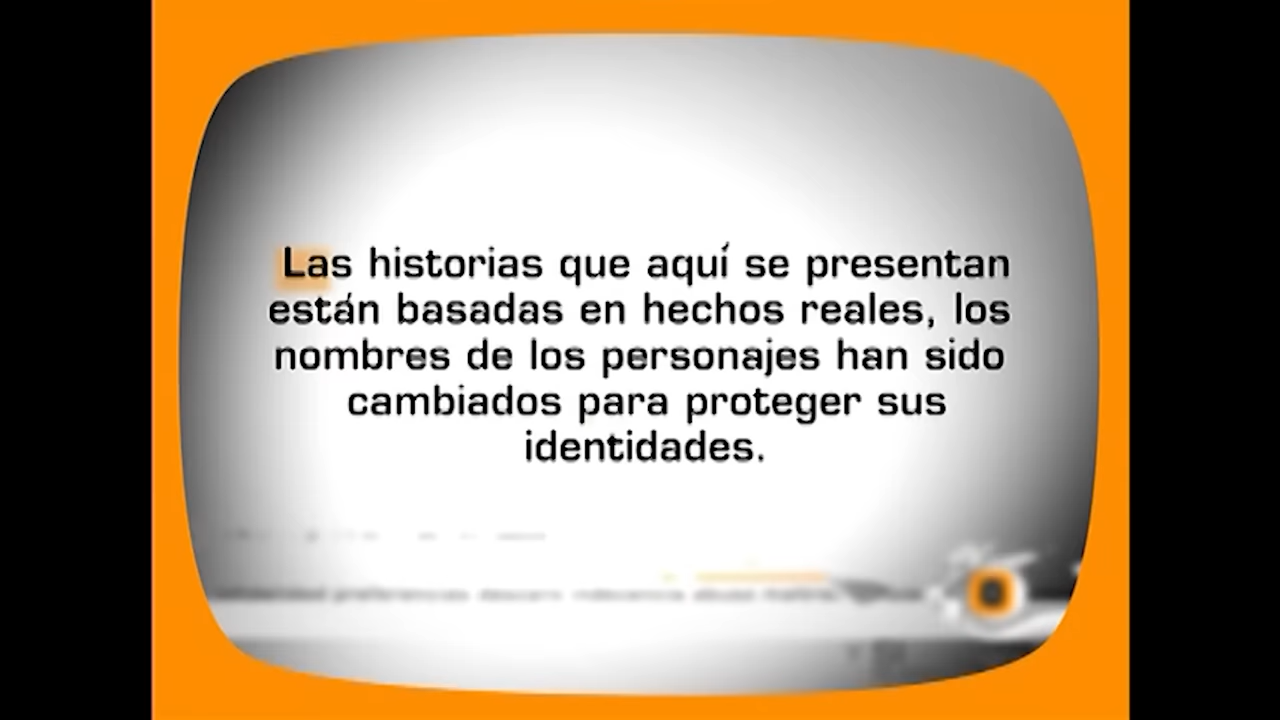 Las historias que aquí se presentan
están basadas en hechos reales, los
nombres de los personajes han sido
cambiados para proteger sus
identidades.